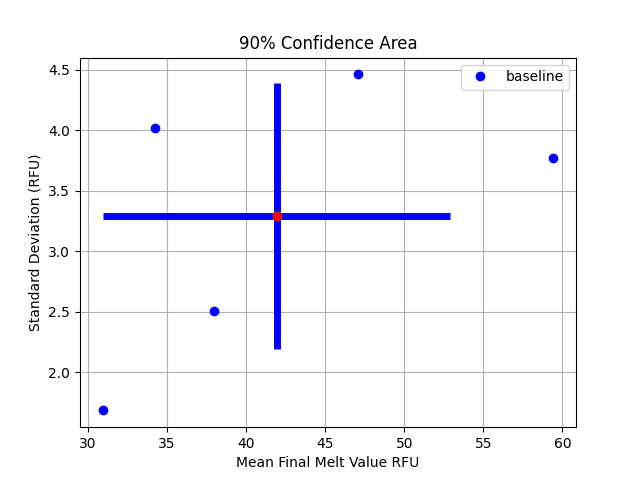 90% Confidence Area
baseline
4.5
4.0
3.5
3.0
2.5
2.0
Standard Deviation (RFU)
30 35 40 45 50 55 60
Mean Final Melt Value RFU